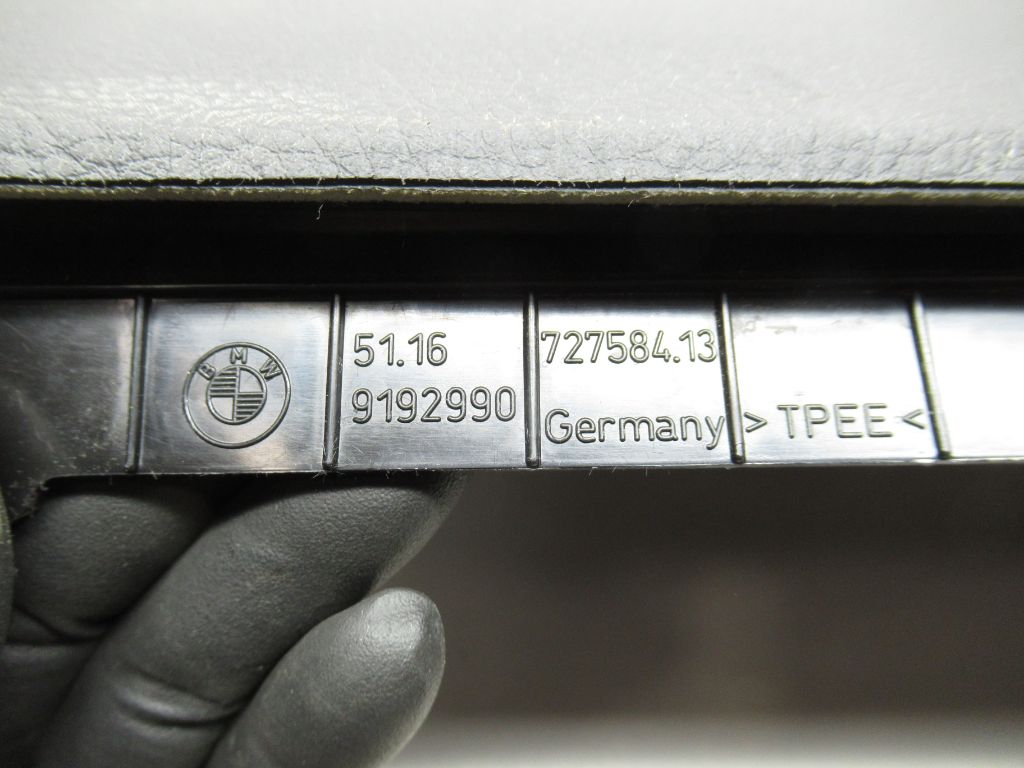 BMW
51.16
9192990
727584.13
Germany
>TPEE<